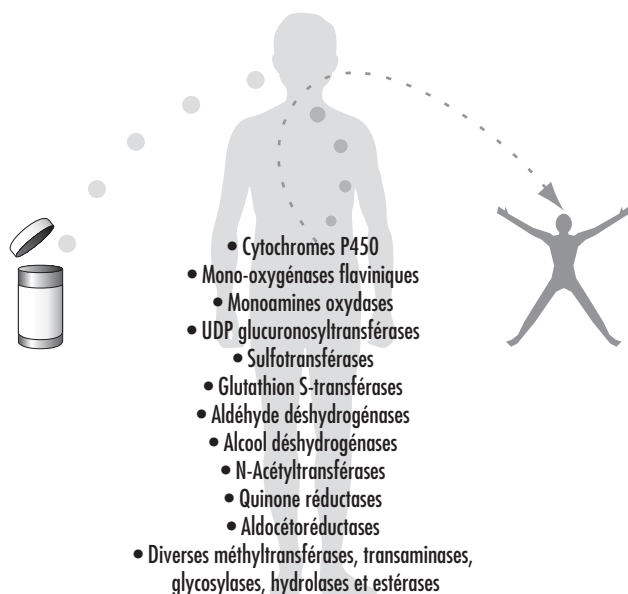 • Cytochromes P450
• Mono-oxygénases flaviniques
• Monoamines oxydases
• UDP glucuronosyltransférases
• Sulfotransférases
• Glutathion S-transférases
• Aldéhyde déshydrogénases
• Alcool déshydrogénases
• N-Acétyltransférases
• Quinone réductases
• Aldocétoréductases
• Diverses méthyltransférases, transaminases,
glycosylases, hydrolases et estérases